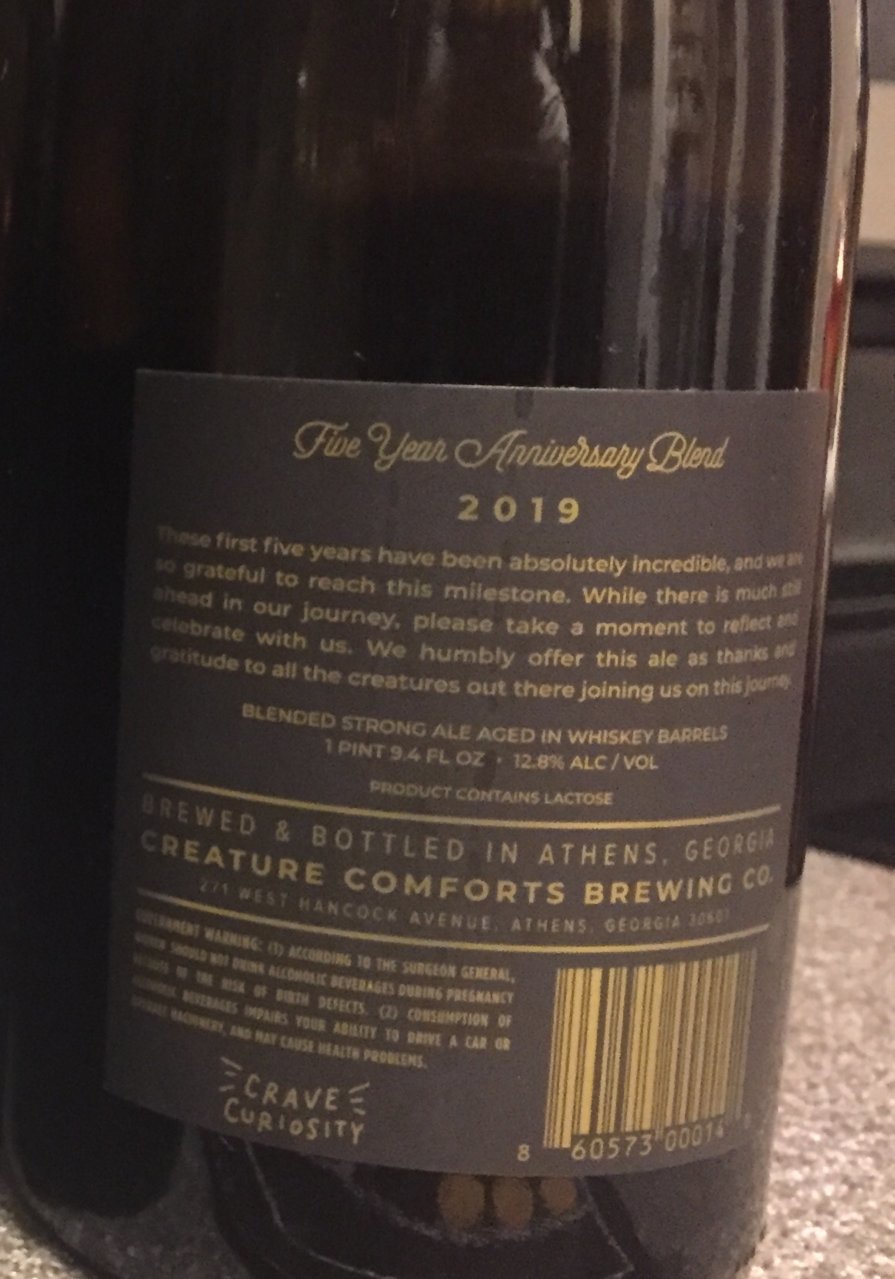 Five Year Anniversary Blend
2019
These first five years have been absolutely incredible, and we are
so grateful to reach this milestone. While there is much still
ahead in our journey, please take a moment to reflect and
celebrate with us. We humbly offer this ale as thanks and
gratitude to all the creatures out there joining us on this journey.
BLENDED STRONG ALE AGED IN WHISKEY BARRELS
1 PINT 9.4 FL OZ · 12.8% ALC / VOL
PRODUCT CONTAINS LACTOSE
BREWED & BOTTLED IN ATHENS, GEORGIA
CREATURE COMFORTS BREWING CO.
271 WEST HANCOCK AVENUE, ATHENS, GEORGIA 30601
GOVERNMENT WARNING: (1) ACCORDING TO THE SURGEON GENERAL,
WOMEN SHOULD NOT DRINK ALCOHOLIC BEVERAGES DURING PREGNANCY
BECAUSE OF THE RISK OF BIRTH DEFECTS. (2) CONSUMPTION OF
ALCOHOLIC BEVERAGES IMPAIRS YOUR ABILITY TO DRIVE A CAR OR
OPERATE MACHINERY, AND MAY CAUSE HEALTH PROBLEMS.
CRAVE
CURIOSITY
8 60573 00014